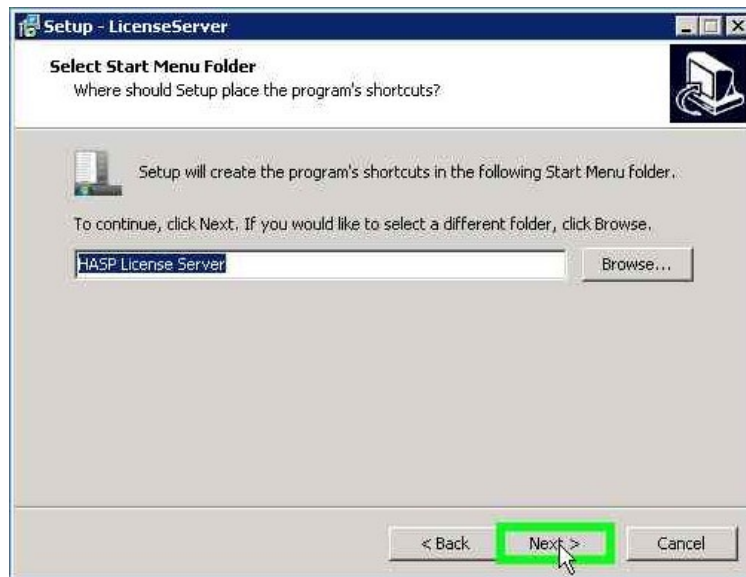 Setup - LicenseServer
Select Start Menu Folder
Where should Setup place the program's shortcuts?
Setup will create the program's shortcuts in the following Start Menu folder.
To continue, click Next. If you would like to select a different folder, click Browse.
HASP License Server
Browse...
< Back
Next >
Cancel